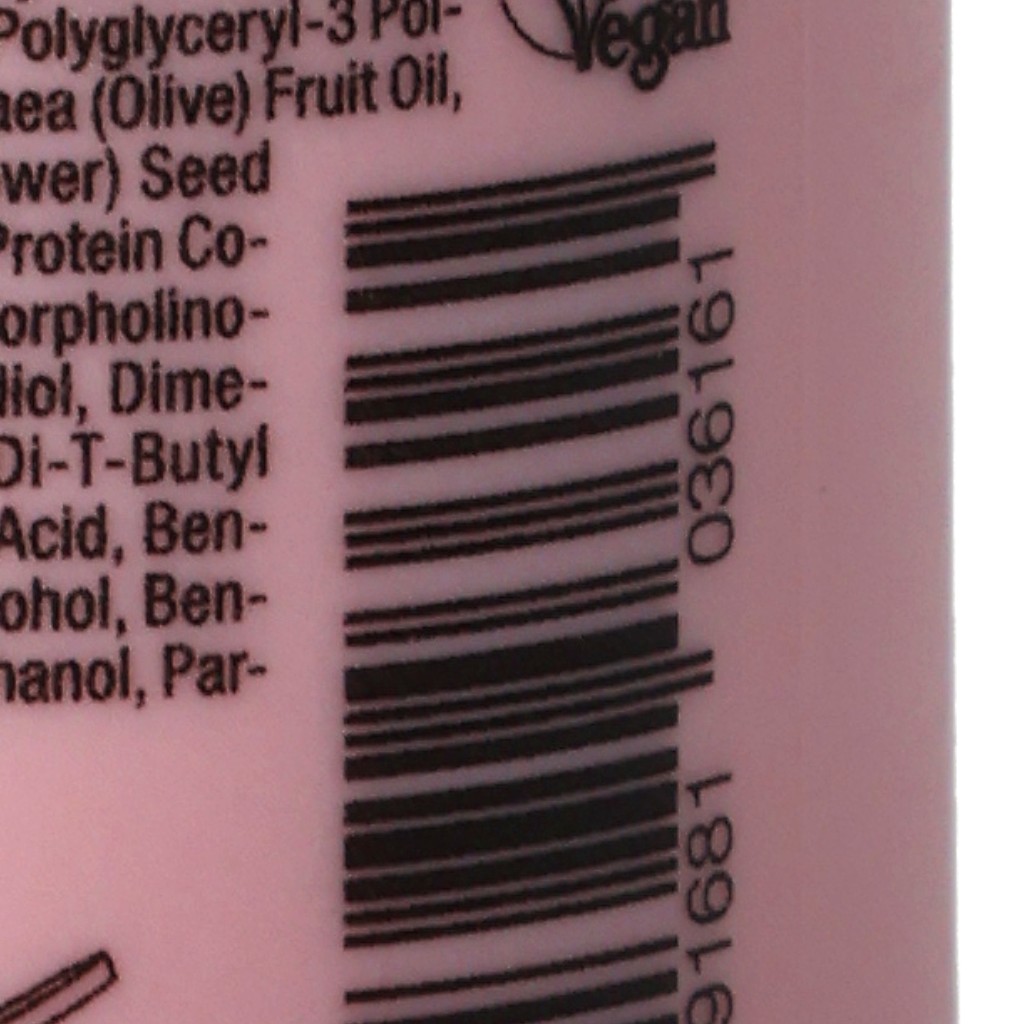 Polyglyceryl-3 Pol-
aea (Olive) Fruit Oil,
wer) Seed
Protein Co-
orpholino-
diol, Dime-
Di-T-Butyl
Acid, Ben-
ohol, Ben-
hanol, Par-
Vegan
91681 036161